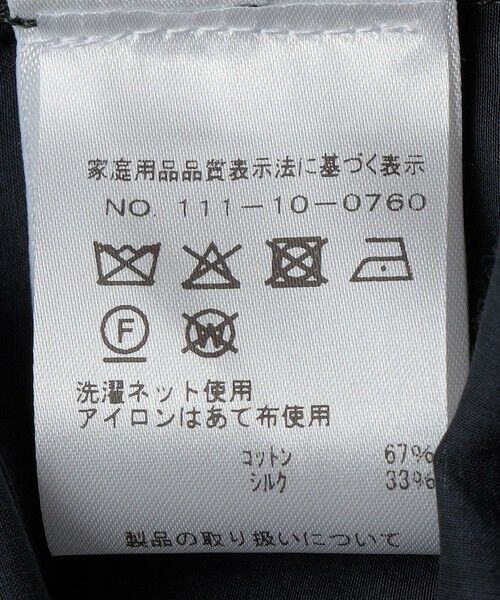 家庭用品品質表示法に基づく表示
NO. 111-10-0760
F W
洗濯ネット使用
アイロンはあて布使用
コットン 67%
シルク 33%
製品の取り扱いについて